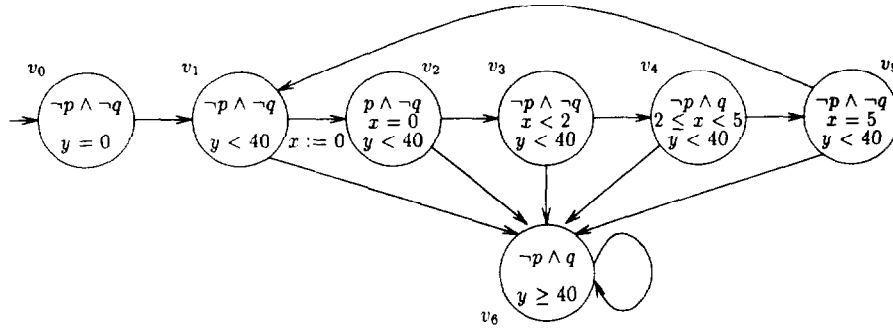 v₀
v₁
v₂
v₃
v₄
¬p ∧ ¬q
y = 0
¬p ∧ ¬q
y < 40
x := 0
p ∧ ¬q
x = 0
y < 40
¬p ∧ ¬q
x < 2
y < 40
¬p ∧ q
2 ≤ x < 5
y < 40
¬p ∧ ¬q
x = 5
y < 40
¬p ∧ q
y ≥ 40
v₆